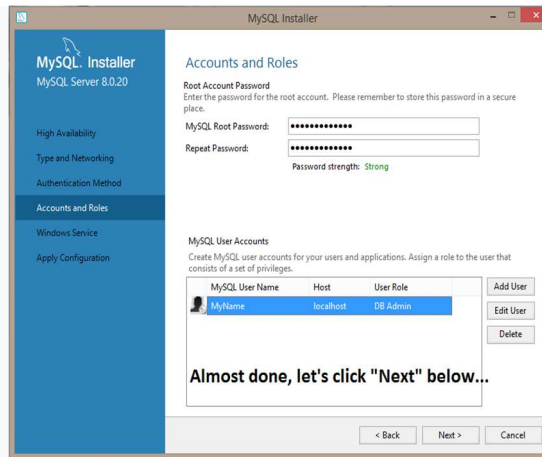 MySQL Installer
MySQL. Installer
MySQL Server 8.0.20
High Availability
Type and Networking
Authentication Method
Accounts and Roles
Windows Service
Apply Configuration
Accounts and Roles
Root Account Password
Enter the password for the root account. Please remember to store this password in a secure
place.
MySQL Root Password: •••••••••••••
Repeat Password: •••••••••••••
Password strength: Strong
MySQL User Accounts
Create MySQL user accounts for your users and applications. Assign a role to the user that
consists of a set of privileges.
MySQL User Name Host User Role
MyName localhost DB Admin
Add User
Edit User
Delete
Almost done, let's click "Next" below...
< Back Next > Cancel